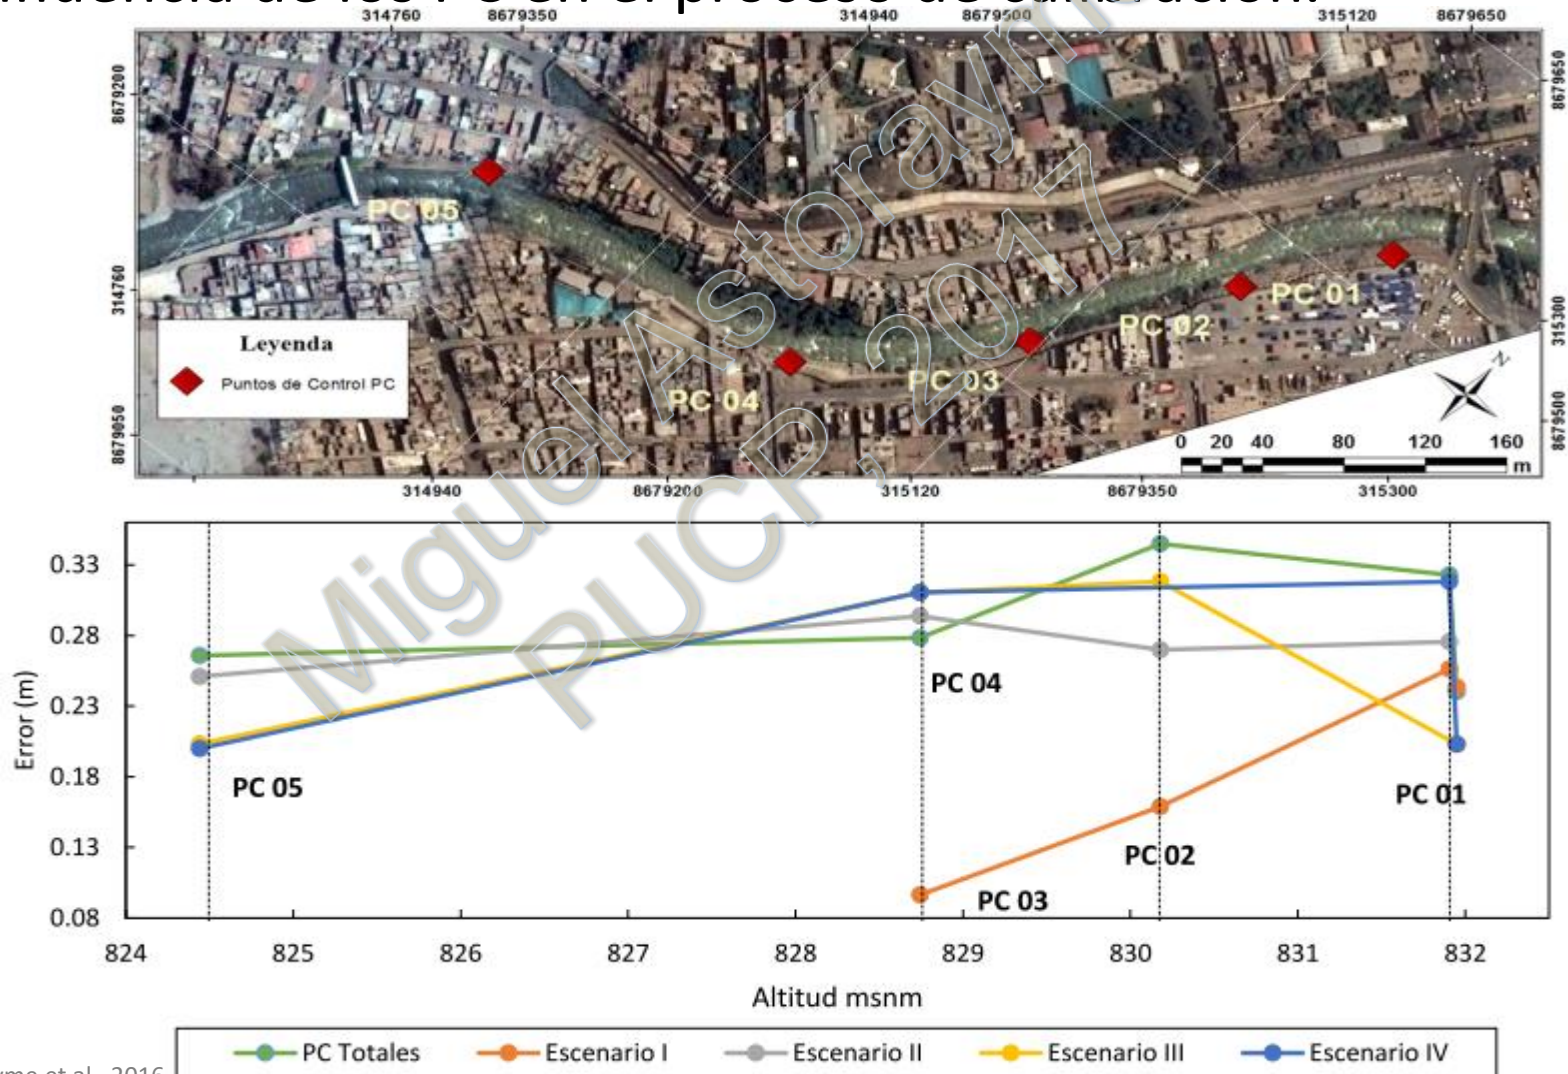 314760 8679350 314940 8679500 315120 8679650
8679200
8679650
PC 05
PC 01
PC 02
314760
315300
Leyenda
Puntos de Control PC
PC 03
PC 04
N
8679050
8679500
0 20 40 80 120 160
m
314940 8679200 315120 8679350 315300
Miguel Astorayme
PUCP, 2017
0.33
0.28
0.23
0.18
0.13
0.08
Error (m)
PC 04
PC 05
PC 01
PC 02
PC 03
824 825 826 827 828 829 830 831 832
Altitud msnm
PC Totales Escenario I Escenario II Escenario III Escenario IV